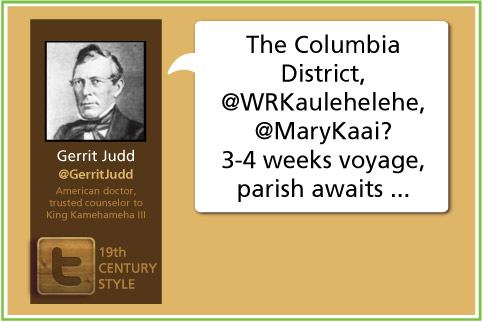 The Columbia
District,
@WRKaulehelehe,
@MaryKaai?
3-4 weeks voyage,
parish awaits ...
Gerrit Judd
@GerritJudd
American doctor,
trusted counselor to
King Kamehameha III
t
19th
CENTURY
STYLE